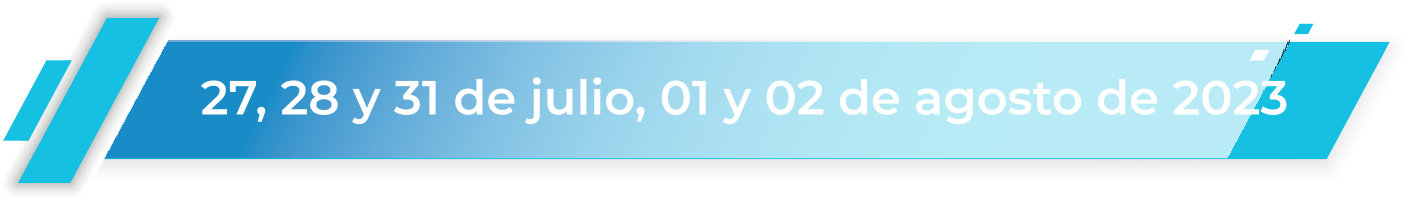 27, 28 y 31 de julio, 01 y 02 de agosto de 2023